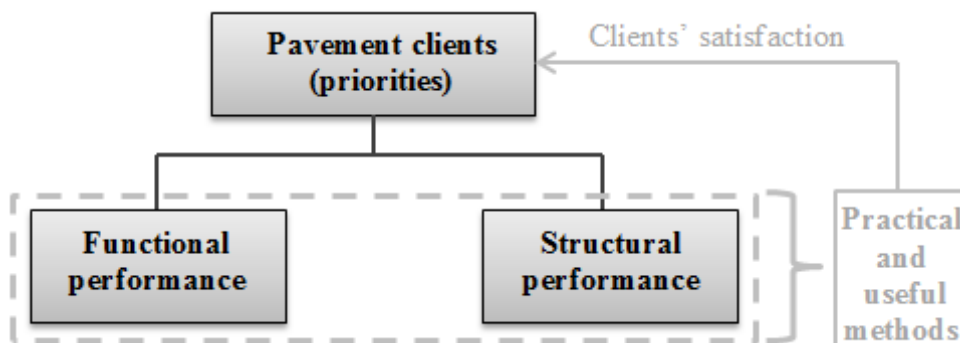 Pavement clients
(priorities)
Clients’ satisfaction
Functional
performance
Structural
performance
Practical
and
useful
methods